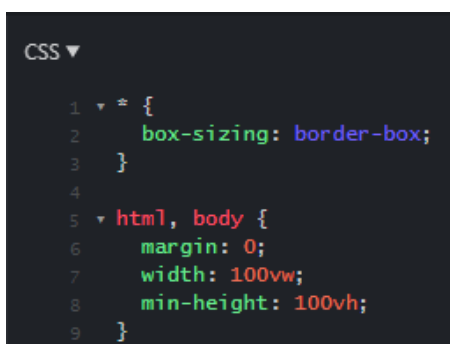 CSS ▼
1 ▾ * {
2 box-sizing: border-box;
3 }
4
5 ▾ html, body {
6 margin: 0;
7 width: 100vw;
8 min-height: 100vh;
9 }